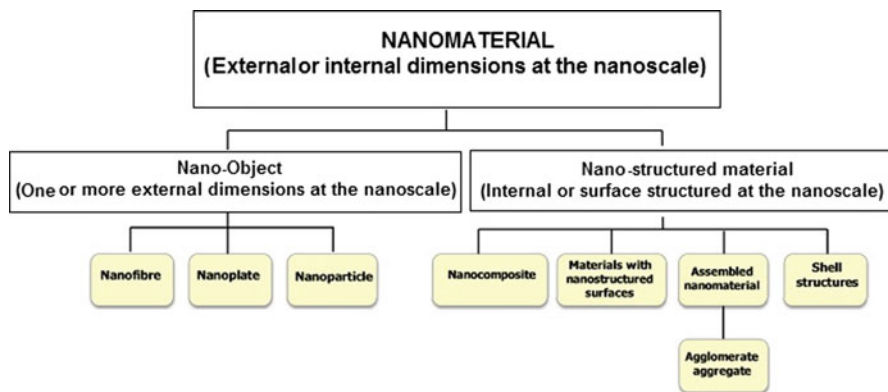 NANOMATERIAL
(External or internal dimensions at the nanoscale)
Nano-Object
(One or more external dimensions at the nanoscale)
Nano-structured material
(Internal or surface structured at the nanoscale)
Nanofibre
Nanoplate
Nanoparticle
Nanocomposite
Materials with
nanostructured
surfaces
Assembled
nanomaterial
Shell
structures
Agglomerate
aggregate